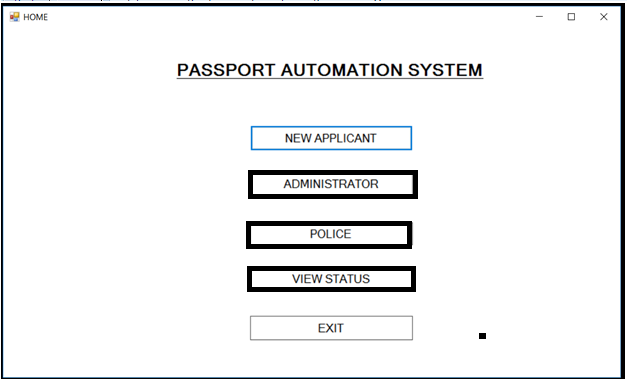 HOME
PASSPORT AUTOMATION SYSTEM
NEW APPLICANT
ADMINISTRATOR
POLICE
VIEW STATUS
EXIT